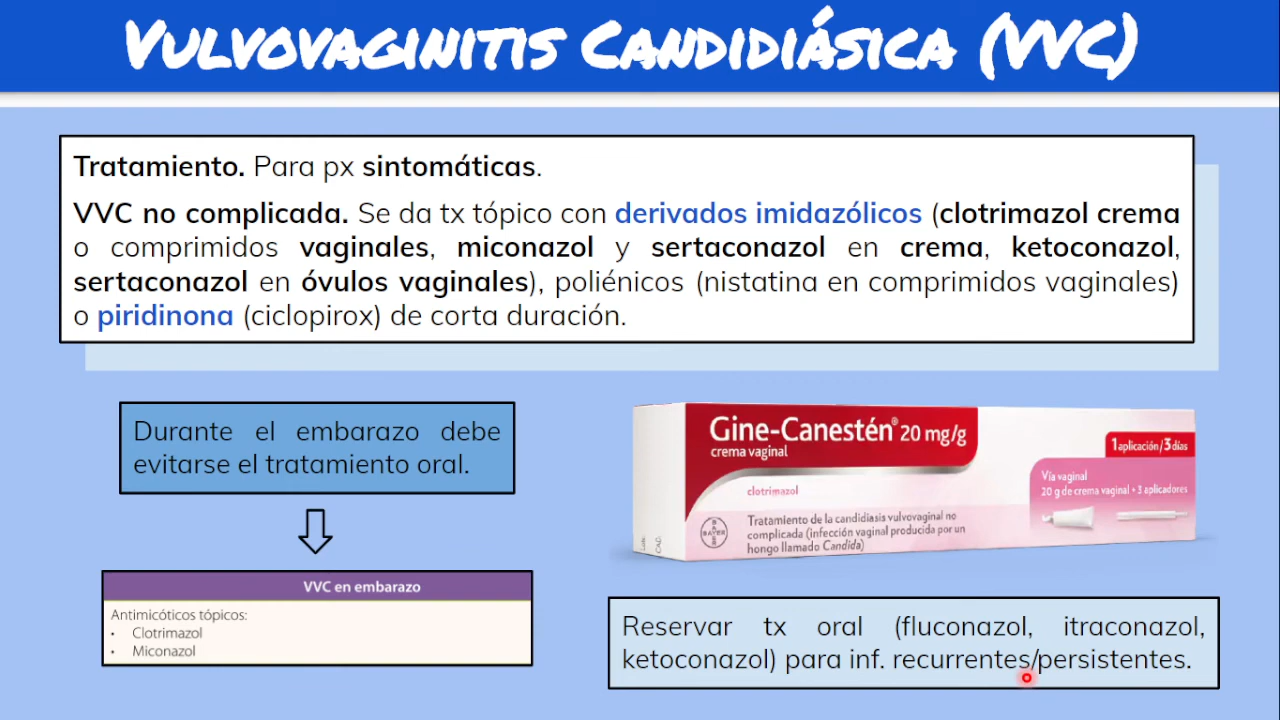 Vulvovaginitis Candidiásica (VVC)
Tratamiento. Para px sintomáticas.
VVC no complicada. Se da tx tópico con derivados imidazólicos (clotrimazol crema
o comprimidos vaginales, miconazol y sertaconazol en crema, ketoconazol,
sertaconazol en óvulos vaginales), poliénicos (nistatina en comprimidos vaginales)
o piridinona (ciclopirox) de corta duración.
Durante el embarazo debe
evitarse el tratamiento oral.
VVC en embarazo
Antimicóticos tópicos:
• Clotrimazol
• Miconazol
Gine-Canestén® 20 mg/g
crema vaginal
1 aplicación/3 días
Vía vaginal
20 g de crema vaginal + 3 aplicadores
clotrimazol
Tratamiento de la candidiasis vulvovaginal no
complicada (infección vaginal producida por un
hongo llamado Candida)
BAYER
Lote:
CAD.
Reservar tx oral (fluconazol, itraconazol,
ketoconazol) para inf. recurrentes/persistentes.